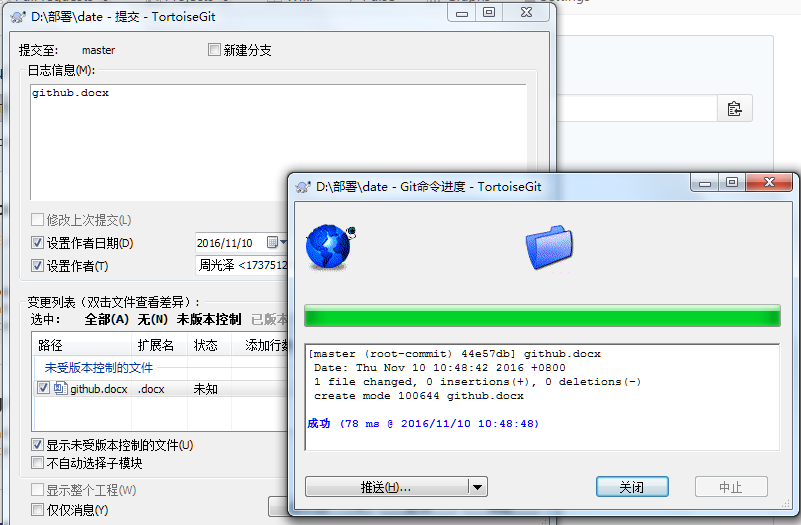 D:\部署\date - 提交 - TortoiseGit
提交至: master
新建分支
日志信息(M):
github.docx
修改上次提交(L)
设置作者日期(D) 2016/11/10
设置作者(T) 周光泽 <1737512
变更列表（双击文件查看差异）:
选中: 全部(A) 无(N) 未版本控制 已版本
路径 扩展名 状态 添加行数
未受版本控制的文件
github.docx .docx 未知
显示未受版本控制的文件(U)
不自动选择子模块
显示整个工程(W)
仅仅消息(Y)
D:\部署\date - Git命令进度 - TortoiseGit
[master (root-commit) 44e57db] github.docx
Date: Thu Nov 10 10:48:42 2016 +0800
1 file changed, 0 insertions(+), 0 deletions(-)
create mode 100644 github.docx
成功 (78 ms @ 2016/11/10 10:48:48)
推送(H)...
关闭
中止